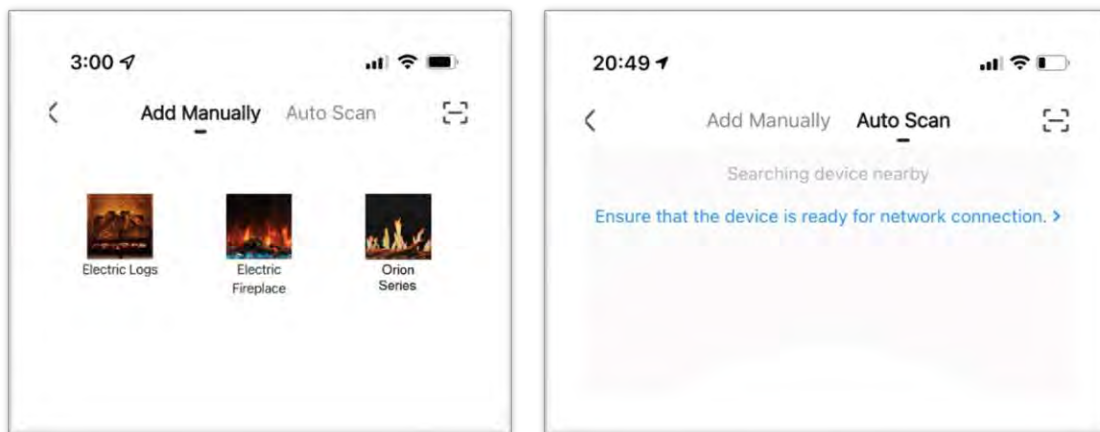 3:00
Add Manually Auto Scan
Electric Logs
Electric
Fireplace
Orion
Series
20:49
Add Manually Auto Scan
Searching device nearby
Ensure that the device is ready for network connection. >